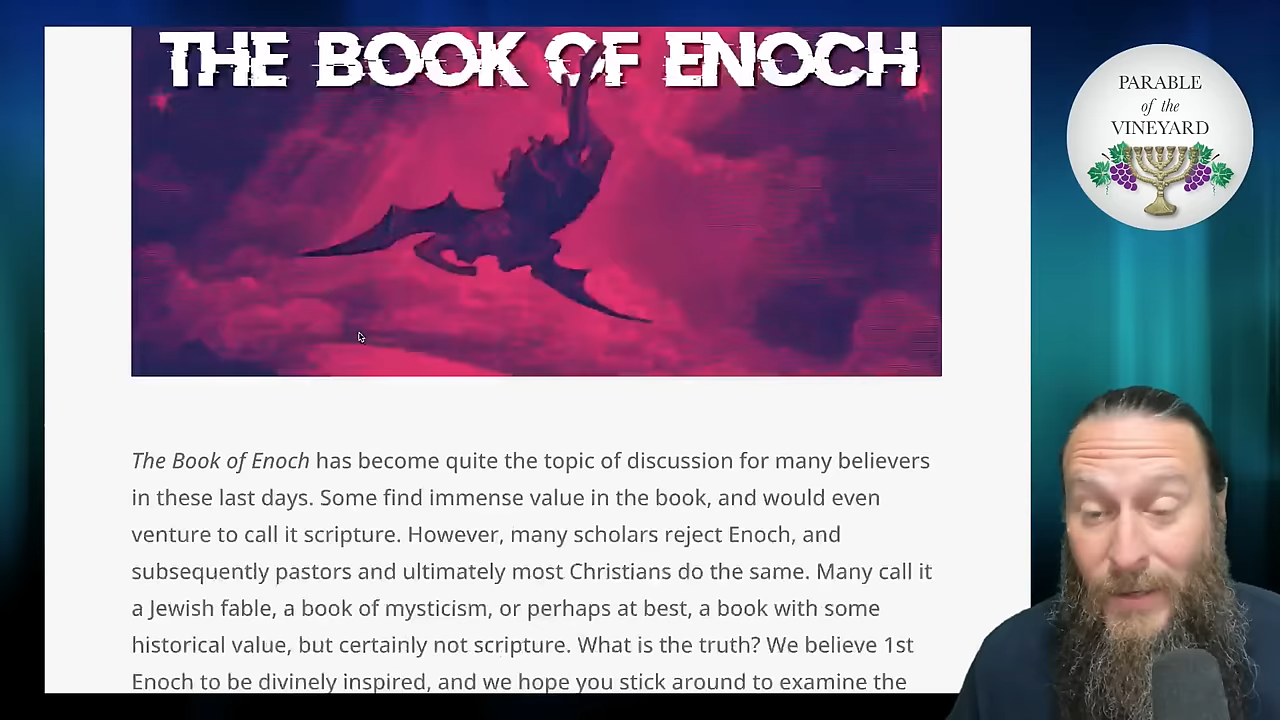 THE BOOK OF ENOCH
PARABLE
of the
VINEYARD
The Book of Enoch has become quite the topic of discussion for many believers
in these last days. Some find immense value in the book, and would even
venture to call it scripture. However, many scholars reject Enoch, and
subsequently pastors and ultimately most Christians do the same. Many call it
a Jewish fable, a book of mysticism, or perhaps at best, a book with some
historical value, but certainly not scripture. What is the truth? We believe 1st
Enoch to be divinely inspired, and we hope you stick around to examine the